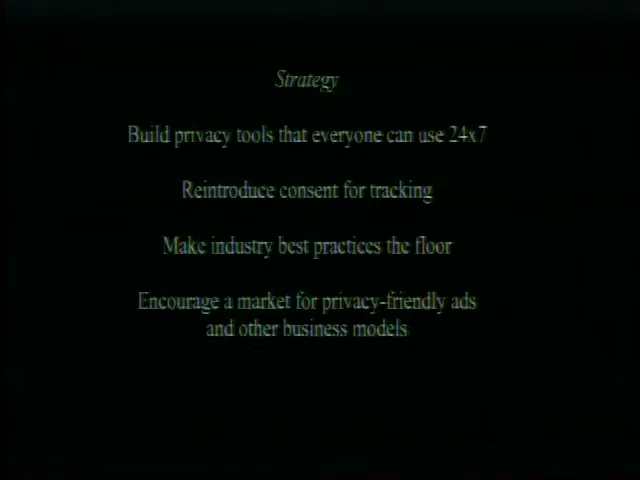 Strategy
Build privacy tools that everyone can use 24x7
Reintroduce consent for tracking
Make industry best practices the floor
Encourage a market for privacy-friendly ads
and other business models